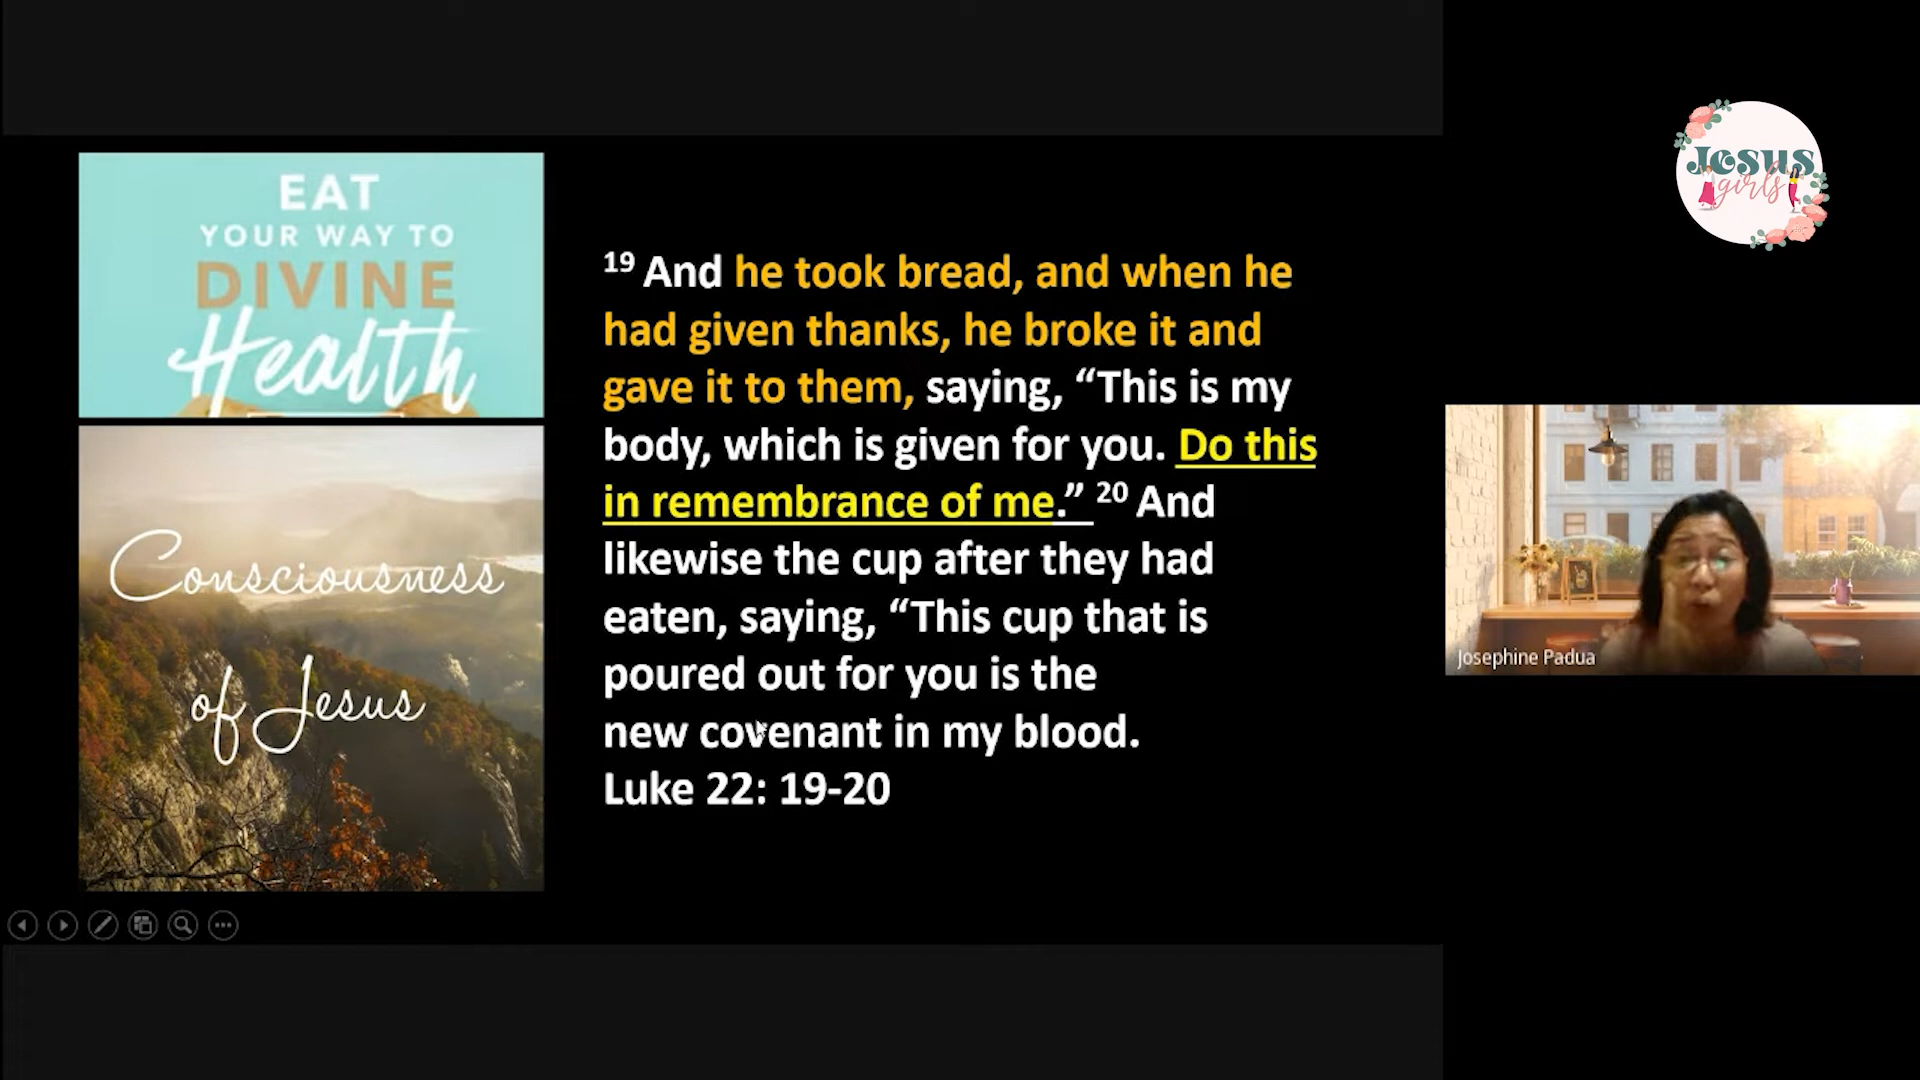 EAT
YOUR WAY TO
DIVINE
Health
Consciousness
of Jesus
19 And he took bread, and when he
had given thanks, he broke it and
gave it to them, saying, “This is my
body, which is given for you. Do this
in remembrance of me.” 20 And
likewise the cup after they had
eaten, saying, “This cup that is
poured out for you is the
new covenant in my blood.
Luke 22: 19-20
Jesus
girls
Josephine Padua